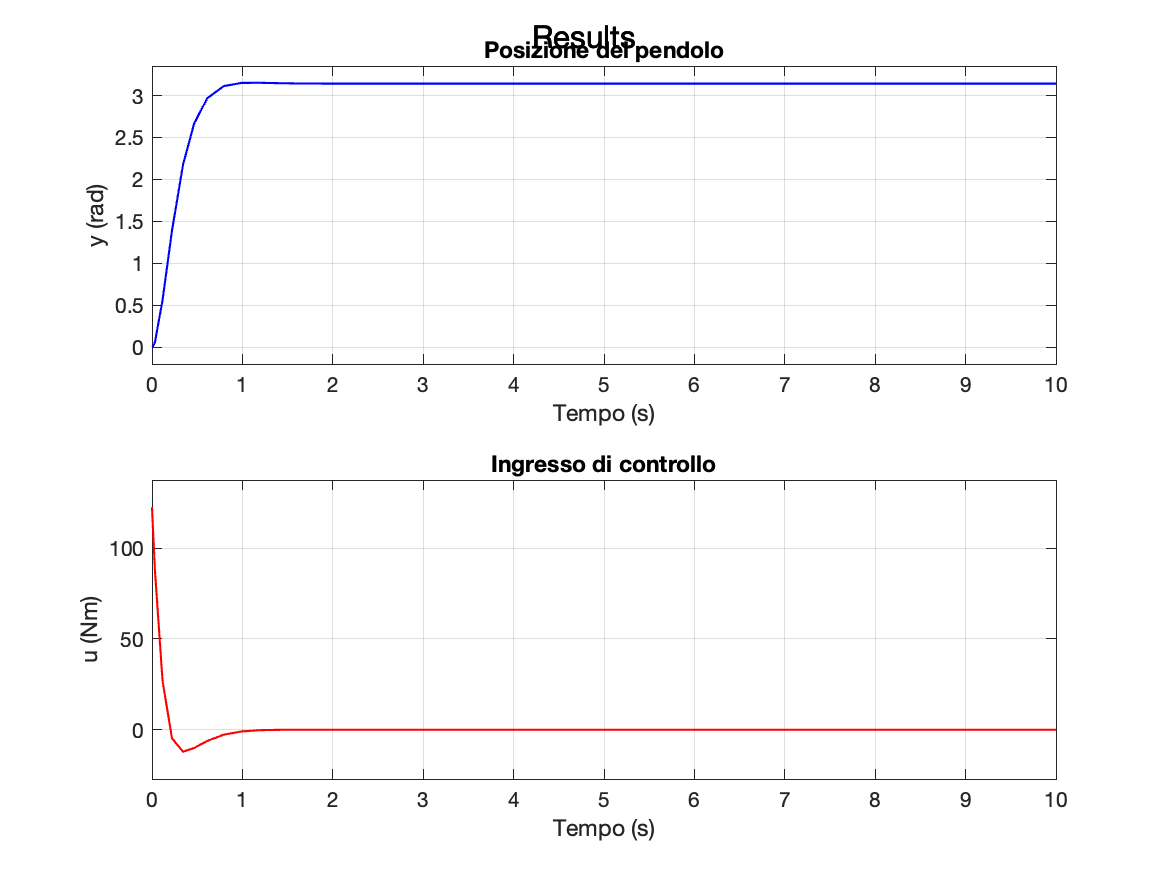 Results
Posizione del pendolo
3
2.5
2
1.5
1
0.5
0
y (rad)
0 1 2 3 4 5 6 7 8 9 10
Tempo (s)
Ingresso di controllo
100
50
0
u (Nm)
0 1 2 3 4 5 6 7 8 9 10
Tempo (s)